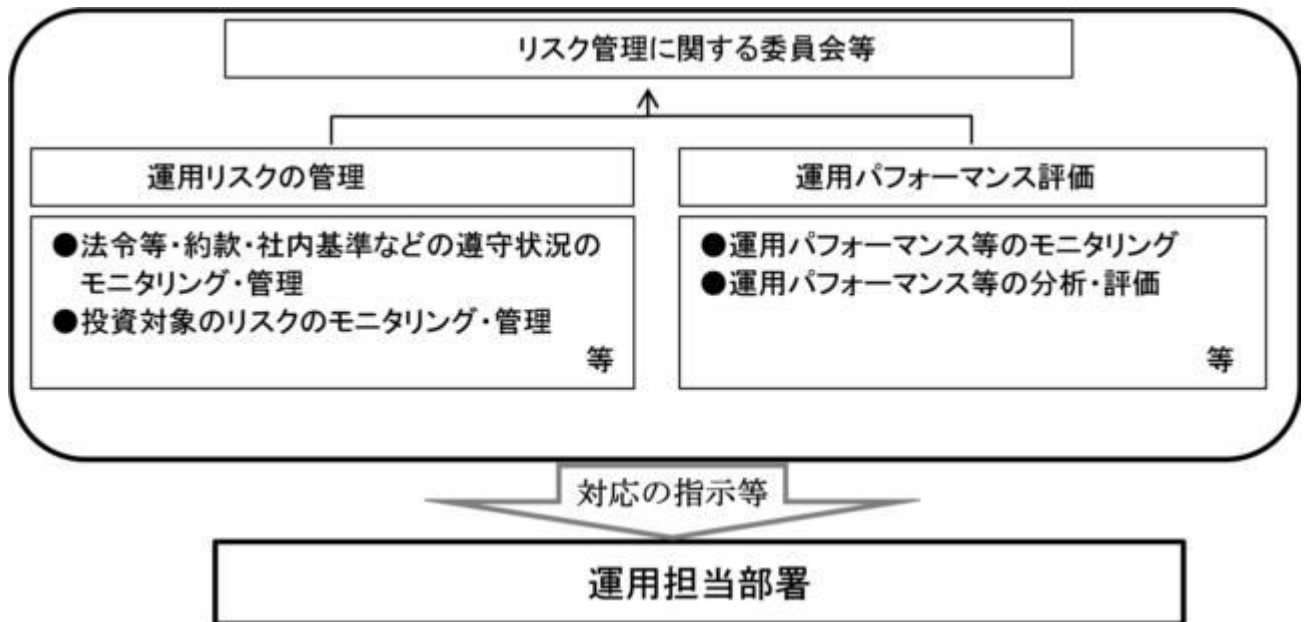 リスク管理に関する委員会等
運用リスクの管理
●法令等・約款・社内基準などの遵守状況の
モニタリング・管理
●投資対象のリスクのモニタリング・管理
等
運用パフォーマンス評価
●運用パフォーマンス等のモニタリング
●運用パフォーマンス等の分析・評価
等
対応の指示等
運用担当部署